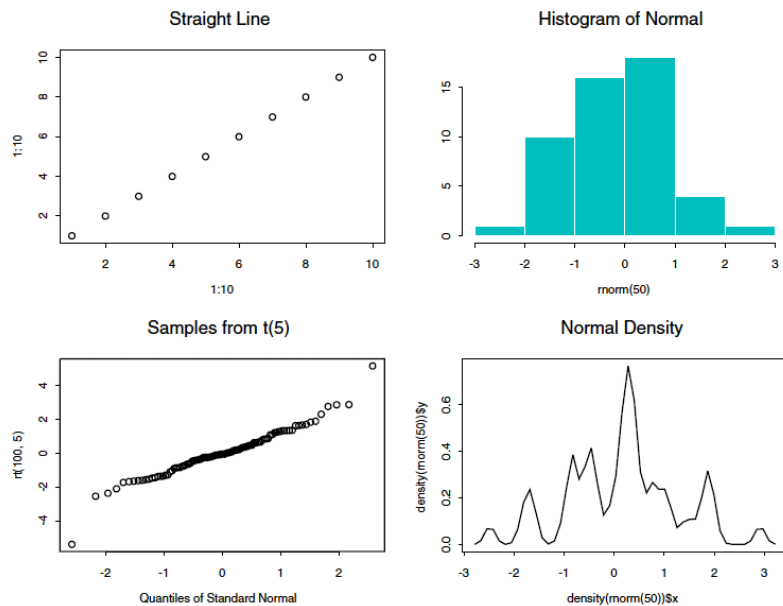 Straight Line
10
8
6
4
2
1:10
2 4 6 8 10
1:10
Histogram of Normal
15
10
5
0
-3 -2 -1 0 1 2 3
rnorm(50)
Samples from t(5)
4
2
0
-2
-4
rt(100, 5)
-2 -1 0 1 2
Quantiles of Standard Normal
Normal Density
0.6
0.4
0.2
0.0
density(rnorm(50))$y
-3 -2 -1 0 1 2 3
density(rnorm(50))$x